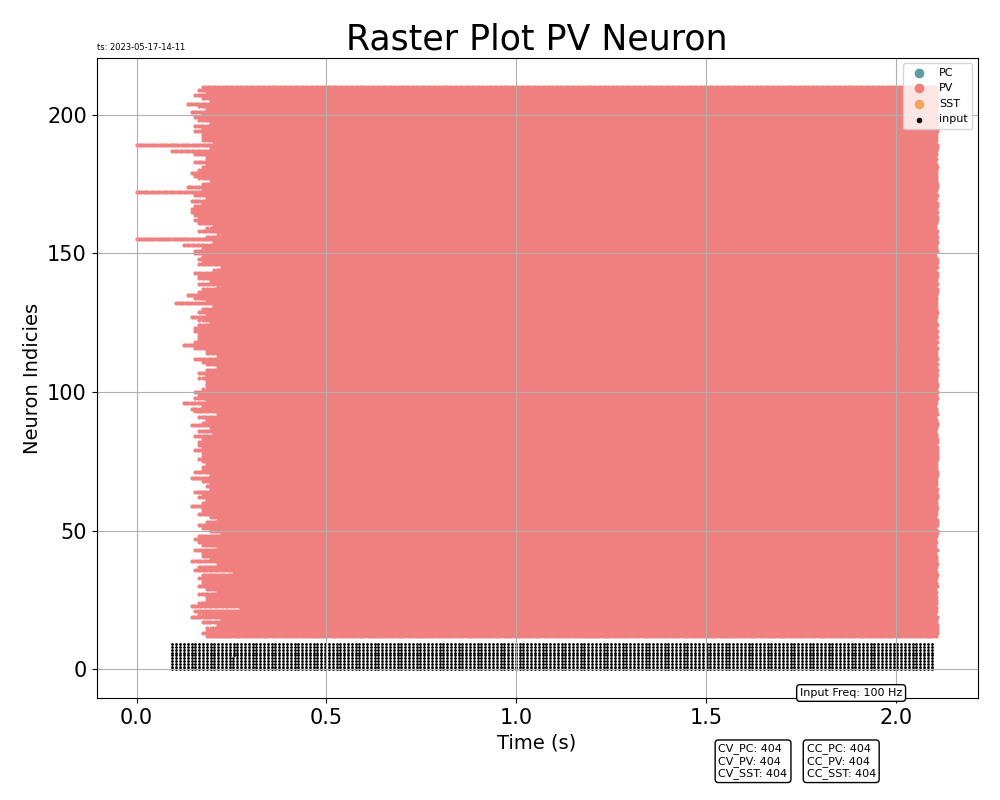 Raster Plot PV Neuron
ts: 2023-05-17-14-11
PC
PV
SST
input
200
150
100
50
0
Neuron Indicies
Input Freq: 100 Hz
0.0 0.5 1.0 1.5 2.0
Time (s)
CV_PC: 404
CV_PV: 404
CV_SST: 404
CC_PC: 404
CC_PV: 404
CC_SST: 404